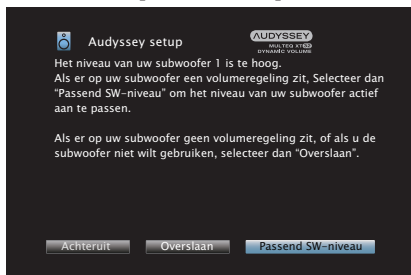 Audyssey setup
AUDYSSEY
MULTEQ XT32
DYNAMIC VOLUME
Het niveau van uw subwoofer 1 is te hoog.
Als er op uw subwoofer een volumeregeling zit, Selecteer dan
"Passend SW-niveau" om het niveau van uw subwoofer actief
aan te passen.
Als er op uw subwoofer geen volumeregeling zit, of als u de
subwoofer niet wilt gebruiken, selecteer dan "Overslaan".
Achteruit
Overslaan
Passend SW-niveau